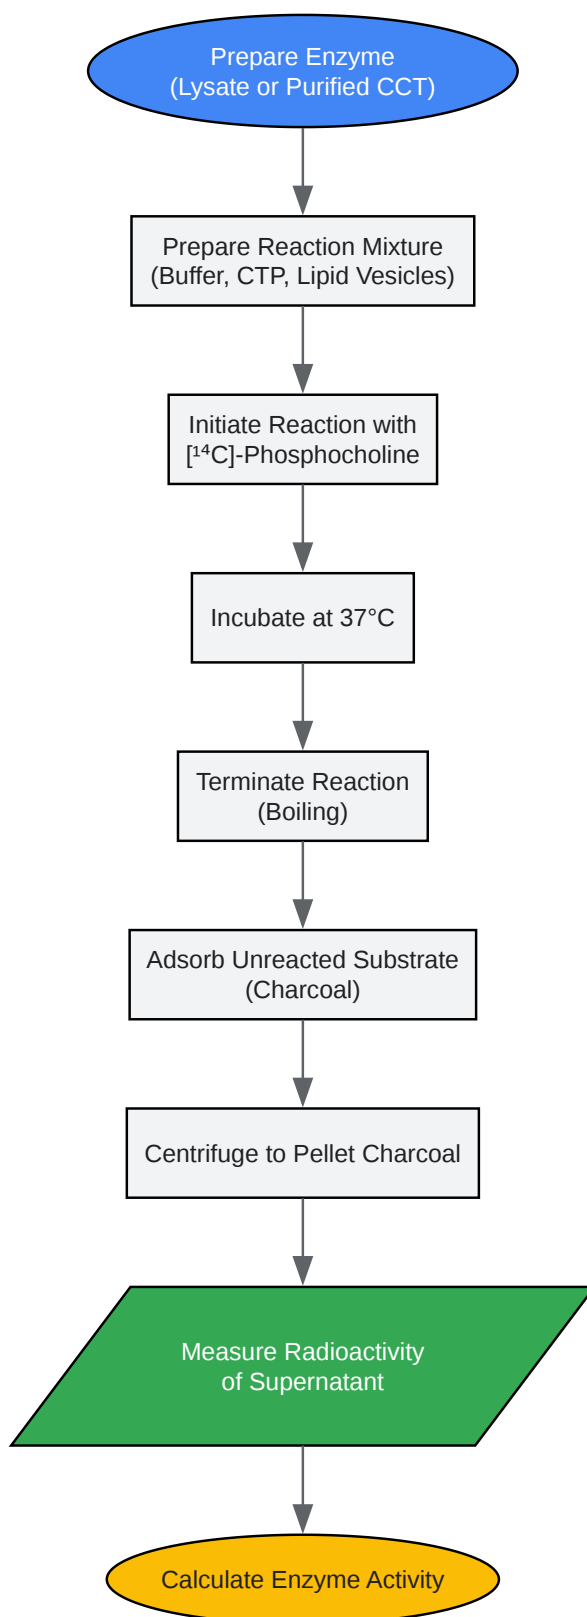 Prepare Enzyme
(Lysate or Purified CCT)
Prepare Reaction Mixture
(Buffer, CTP, Lipid Vesicles)
Initiate Reaction with
[¹⁴C]-Phosphocholine
Incubate at 37°C
Terminate Reaction
(Boiling)
Adsorb Unreacted Substrate
(Charcoal)
Centrifuge to Pellet Charcoal
Measure Radioactivity
of Supernatant
Calculate Enzyme Activity